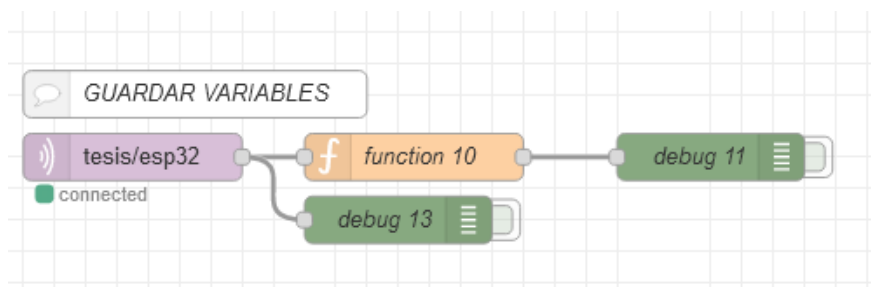 GUARDAR VARIABLES
tesis/esp32
function 10
debug 11
connected
debug 13